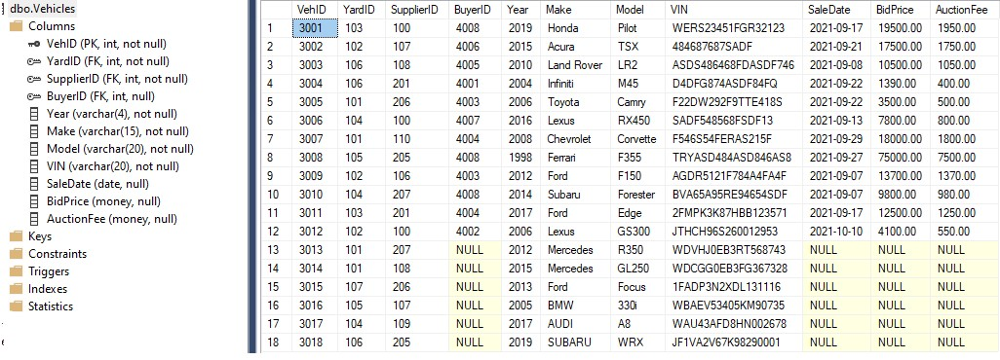 dbo.Vehicles
Columns
VehID (PK, int, not null)
YardID (FK, int, not null)
SupplierID (FK, int, null)
BuyerID (FK, int, null)
Year (varchar(4), not null)
Make (varchar(15), not null)
Model (varchar(20), not null)
VIN (varchar(20), not null)
SaleDate (date, null)
BidPrice (money, null)
AuctionFee (money, null)
Keys
Constraints
Triggers
Indexes
Statistics
VehID YardID SupplierID BuyerID Year Make Model VIN SaleDate BidPrice AuctionFee
1 3001 103 100 4008 2019 Honda Pilot WERS23451FGR32123 2021-09-17 19500.00 1950.00
2 3002 102 107 4006 2015 Acura TSX 484687687SADF 2021-09-21 17500.00 1750.00
3 3003 106 108 4005 2010 Land Rover LR2 ASDS486468FDASDF746 2021-09-08 10500.00 1050.00
4 3004 106 201 4001 2004 Infiniti M45 D4DFG874ASDF84FQ 2021-09-22 1390.00 400.00
5 3005 101 206 4003 2006 Toyota Camry F22DW292F9TTE418S 2021-09-22 3500.00 500.00
6 3006 104 100 4007 2016 Lexus RX450 SADF548568FSDF13 2021-09-13 7800.00 800.00
7 3007 101 110 4004 2008 Chevrolet Corvette F546S54FERAS215F 2021-09-29 18000.00 1800.00
8 3008 105 205 4008 1998 Ferrari F355 TRYASD484ASD846AS8 2021-09-27 75000.00 7500.00
9 3009 102 106 4003 2012 Ford F150 AGDR5121F784A4FA4F 2021-09-07 13700.00 1370.00
10 3010 104 207 4008 2014 Subaru Forester BVA65A95RE94654SDF 2021-09-07 9800.00 980.00
11 3011 103 201 4004 2017 Ford Edge 2FMPK3K87HBB123571 2021-09-17 12500.00 1250.00
12 3012 102 100 4002 2006 Lexus GS300 JTHCH96S260012953 2021-10-10 4100.00 550.00
13 3013 101 207 NULL 2012 Mercedes R350 WDVHJ0EB3RT568743 NULL NULL NULL
14 3014 101 108 NULL 2015 Mercedes GL250 WDCGG0EB3FG367328 NULL NULL NULL
15 3015 107 206 NULL 2013 Ford Focus 1FADP3N2XDL131116 NULL NULL NULL
16 3016 105 107 NULL 2005 BMW 330i WBAEV53405KM90735 NULL NULL NULL
17 3017 104 109 NULL 2017 AUDI A8 WAU43AFD8HN002678 NULL NULL NULL
18 3018 106 205 NULL 2019 SUBARU WRX JF1VA2V67K98290001 NULL NULL NULL